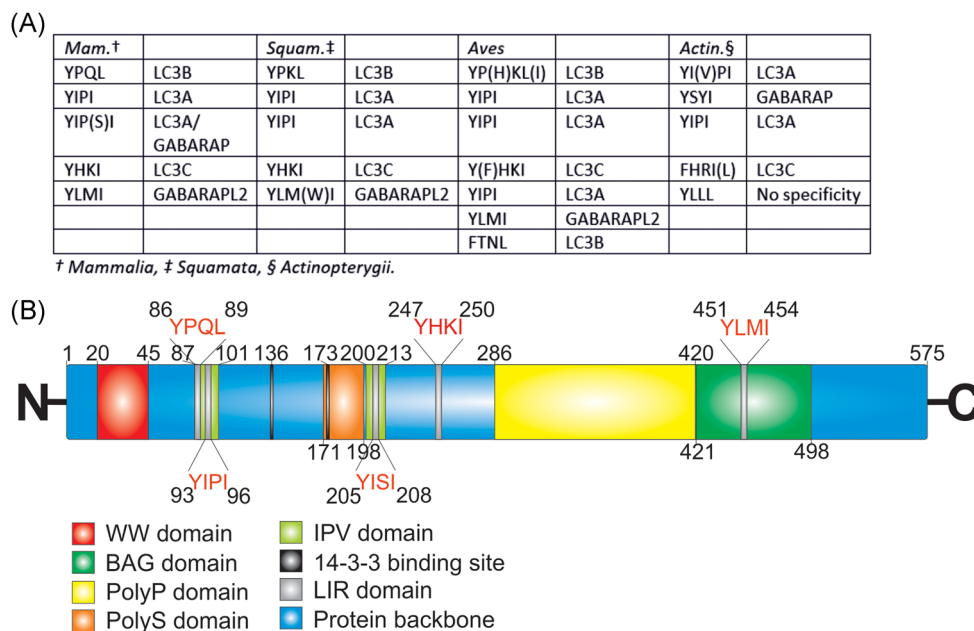 (A)
Mam.† Squam.‡ Aves Actin.§
YPQL LC3B YPKL LC3B YP(H)KL(I) LC3B YI(V)PI LC3A
YIPI LC3A YIPI LC3A YIPI LC3A YSYI GABARAP
YIP(S)I LC3A/ YIPI LC3A YIPI LC3A YIPI LC3A
GABARAP
YHKI LC3C YHKI LC3C Y(F)HKI LC3C FHRI(L) LC3C
YLMI GABARAPL2 YLM(W)I GABARAPL2 YIPI LC3A YLLL No specificity
YLMI GABARAPL2
FTNL LC3B
† Mammalia, ‡ Squamata, § Actinopterygii.
(B)
86 89 247 250 451 454
YPQL YHKI YLMI
1 20 45 87 101 136 173 200 213 286 420 575
N C
171 198 421 498
YIPI YISI
93 96 205 208
WW domain IPV domain
BAG domain 14-3-3 binding site
PolyP domain LIR domain
PolyS domain Protein backbone